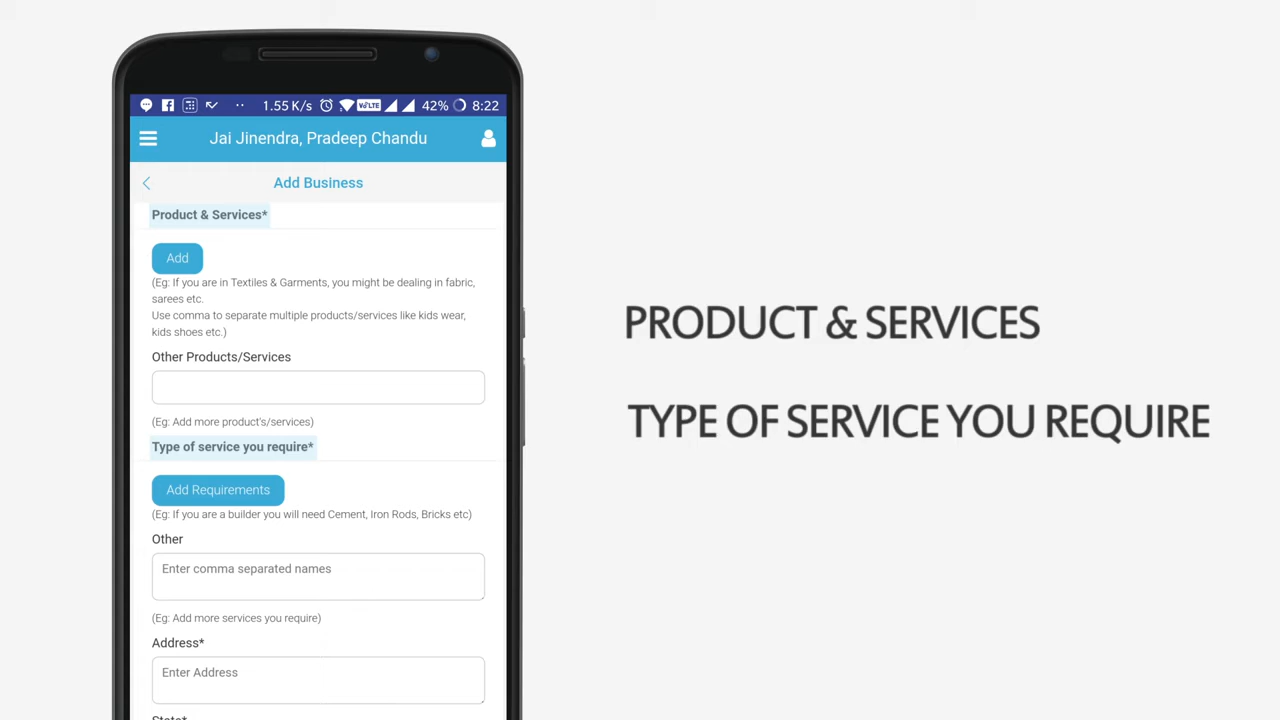 1.55 K/s VoLTE 42% 8:22
Jai Jinendra, Pradeep Chandu
Add Business
Product & Services*
Add
(Eg: If you are in Textiles & Garments, you might be dealing in fabric,
sarees etc.
Use comma to separate multiple products/services like kids wear,
kids shoes etc.)
Other Products/Services
(Eg: Add more product's/services)
Type of service you require*
Add Requirements
(Eg: If you are a builder you will need Cement, Iron Rods, Bricks etc)
Other
Enter comma separated names
(Eg: Add more services you require)
Address*
Enter Address
State*
PRODUCT & SERVICES
TYPE OF SERVICE YOU REQUIRE